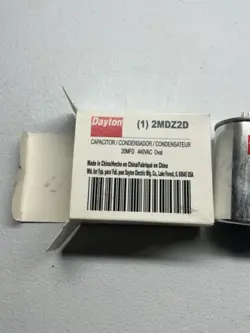 Dayton
(1) 2MDZ2D
CAPACITOR / CONDENSADOR / CONDENSATEUR
20MFD 440VAC Oval
Made in China/Hecho en China/Fabriqué en Chine
Mfd. for/Fab. para/Fab. pour Dayton Electric Mfg. Co., Lake Forest, IL 60045 USA